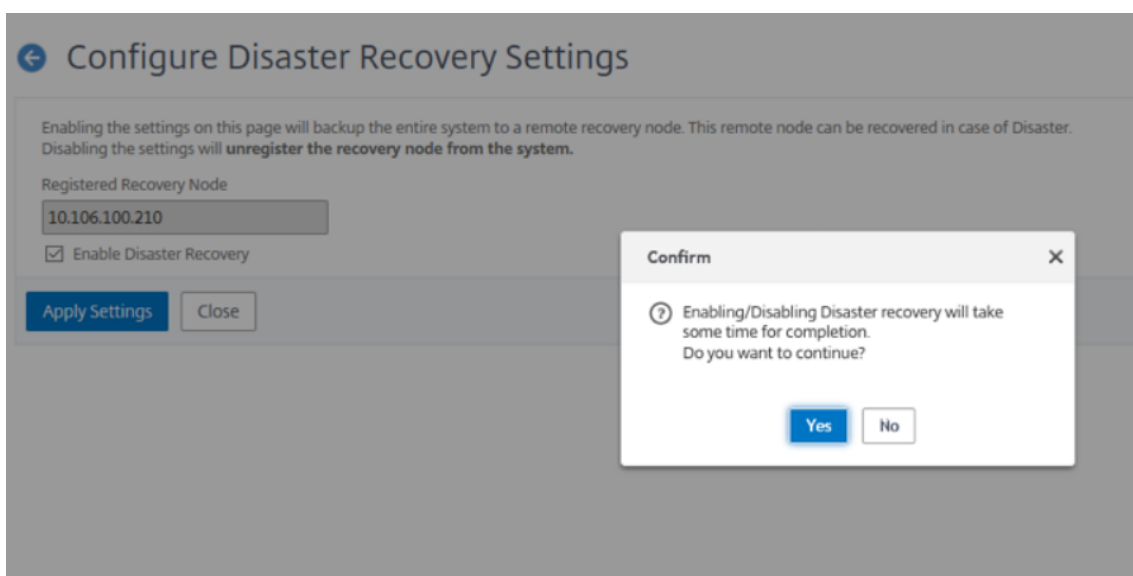 Configure Disaster Recovery Settings
Enabling the settings on this page will backup the entire system to a remote recovery node. This remote node can be recovered in case of Disaster.
Disabling the settings will unregister the recovery node from the system.
Registered Recovery Node
10.106.100.210
Enable Disaster Recovery
Apply Settings
Close
Confirm
Enabling/Disabling Disaster recovery will take
some time for completion.
Do you want to continue?
Yes
No